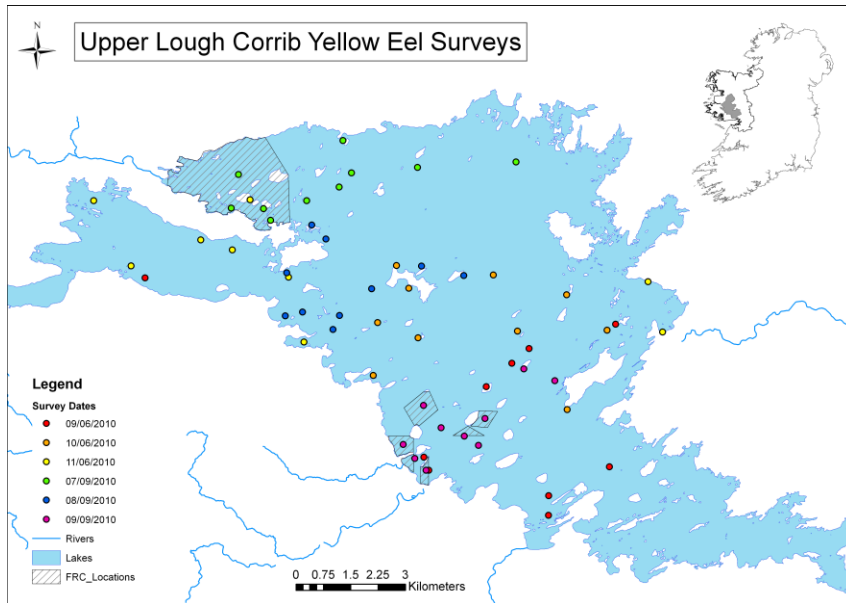 N
Upper Lough Corrib Yellow Eel Surveys
Legend
Survey Dates
09/06/2010
10/06/2010
11/06/2010
07/09/2010
08/09/2010
09/09/2010
Rivers
Lakes
FRC_Locations
0 0.75 1.5 2.25 3
Kilometers